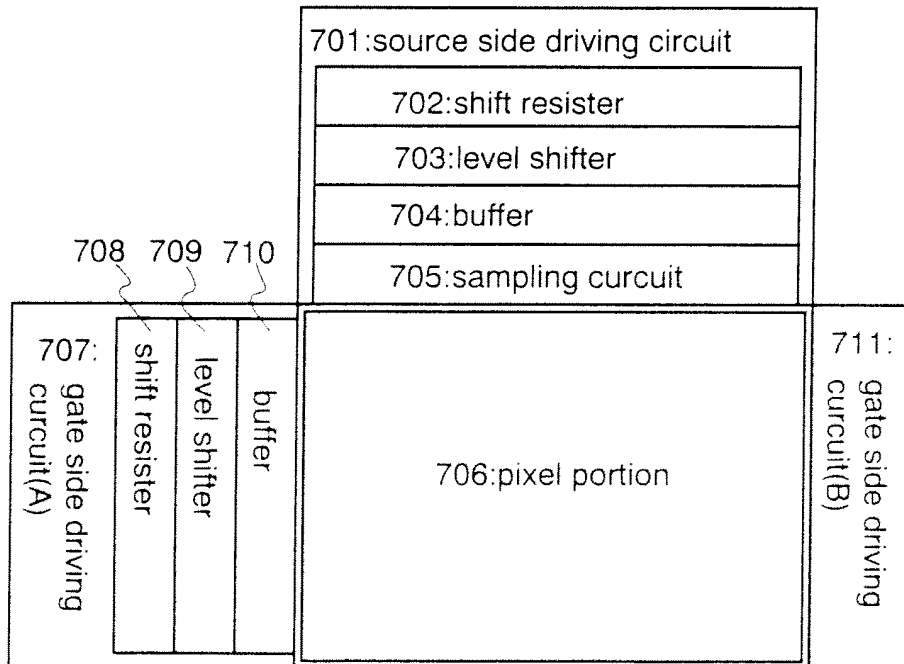 701:source side driving circuit
702:shift resister
703:level shifter
704:buffer
705:sampling curcuit
708
709
710
707:
gate side driving
curcuit(A)
shift resister
level shifter
buffer
706:pixel portion
711:
gate side driving
curcuit(B)